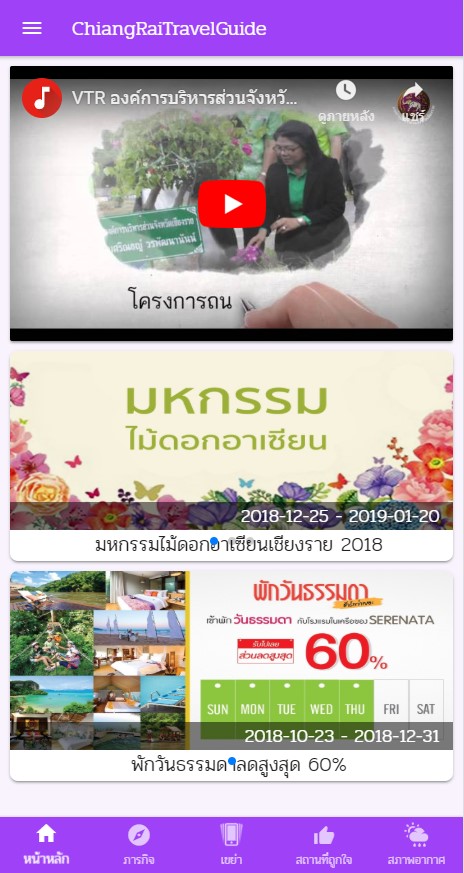 ChiangRaiTravelGuide
VTR องค์การบริหารส่วนจังหวั...
ดูภายหลัง
แชร์
โครงการถน
มหกรรม
ไม้ดอกอาเซียน
2018-12-25 - 2019-01-20
มหกรรมไม้ดอกอาเซียนเชียงราย 2018
พักวันธรรมดา
เข้าพัก วันธรรมดา กับโรงแรมในเครือของ SERENATA
รับไปเลย
ส่วนลดสูงสุด
60%
SUN MON TUE WED THU FRI SAT
2018-10-23 - 2018-12-31
พักวันธรรมดาลดสูงสุด 60%
หน้าหลัก
ภารกิจ
เขย่า
สถานที่ถูกใจ
สภาพอากาศ